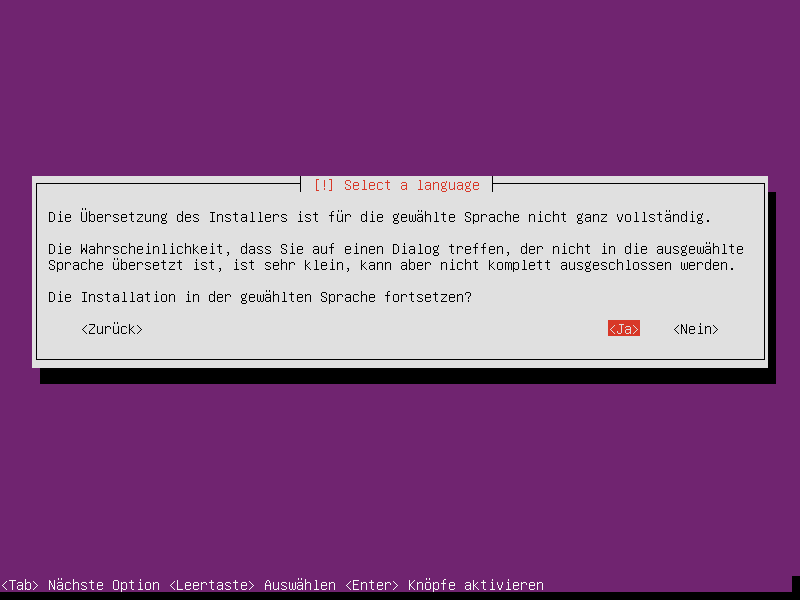 [!] Select a language
Die Übersetzung des Installers ist für die gewählte Sprache nicht ganz vollständig.
Die Wahrscheinlichkeit, dass Sie auf einen Dialog treffen, der nicht in die ausgewählte
Sprache übersetzt ist, ist sehr klein, kann aber nicht komplett ausgeschlossen werden.
Die Installation in der gewählten Sprache fortsetzen?
<Zurück> <Ja> <Nein>
<Tab> Nächste Option <Leertaste> Auswählen <Enter> Knöpfe aktivieren